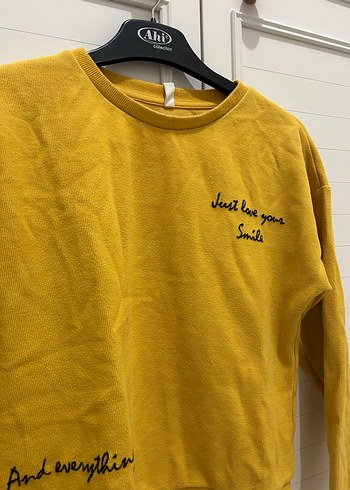 Ahi
collection
Just love your
Smile
And everythin